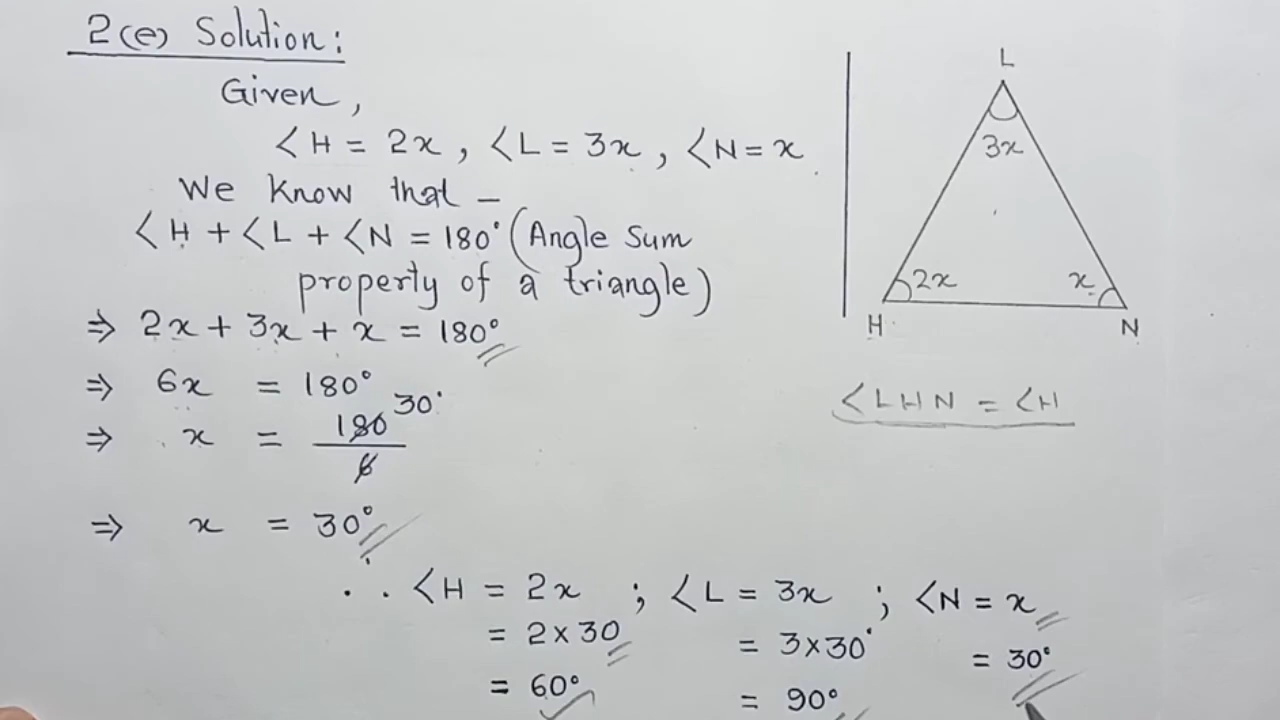 2(e) Solution:
Given,
<H = 2x, <L = 3x, <N = x
We know that –
<H + <L + <N = 180° (Angle Sum
property of a triangle)
⇒ 2x + 3x + x = 180°
⇒ 6x = 180°
30°
⇒ x = 180
6
⇒ x = 30°
∴ <H = 2x ; <L = 3x ; <N = x
= 2×30 = 3×30° = 30°
= 60° = 90°
L
3x
2x x
H N
<LHN = <H